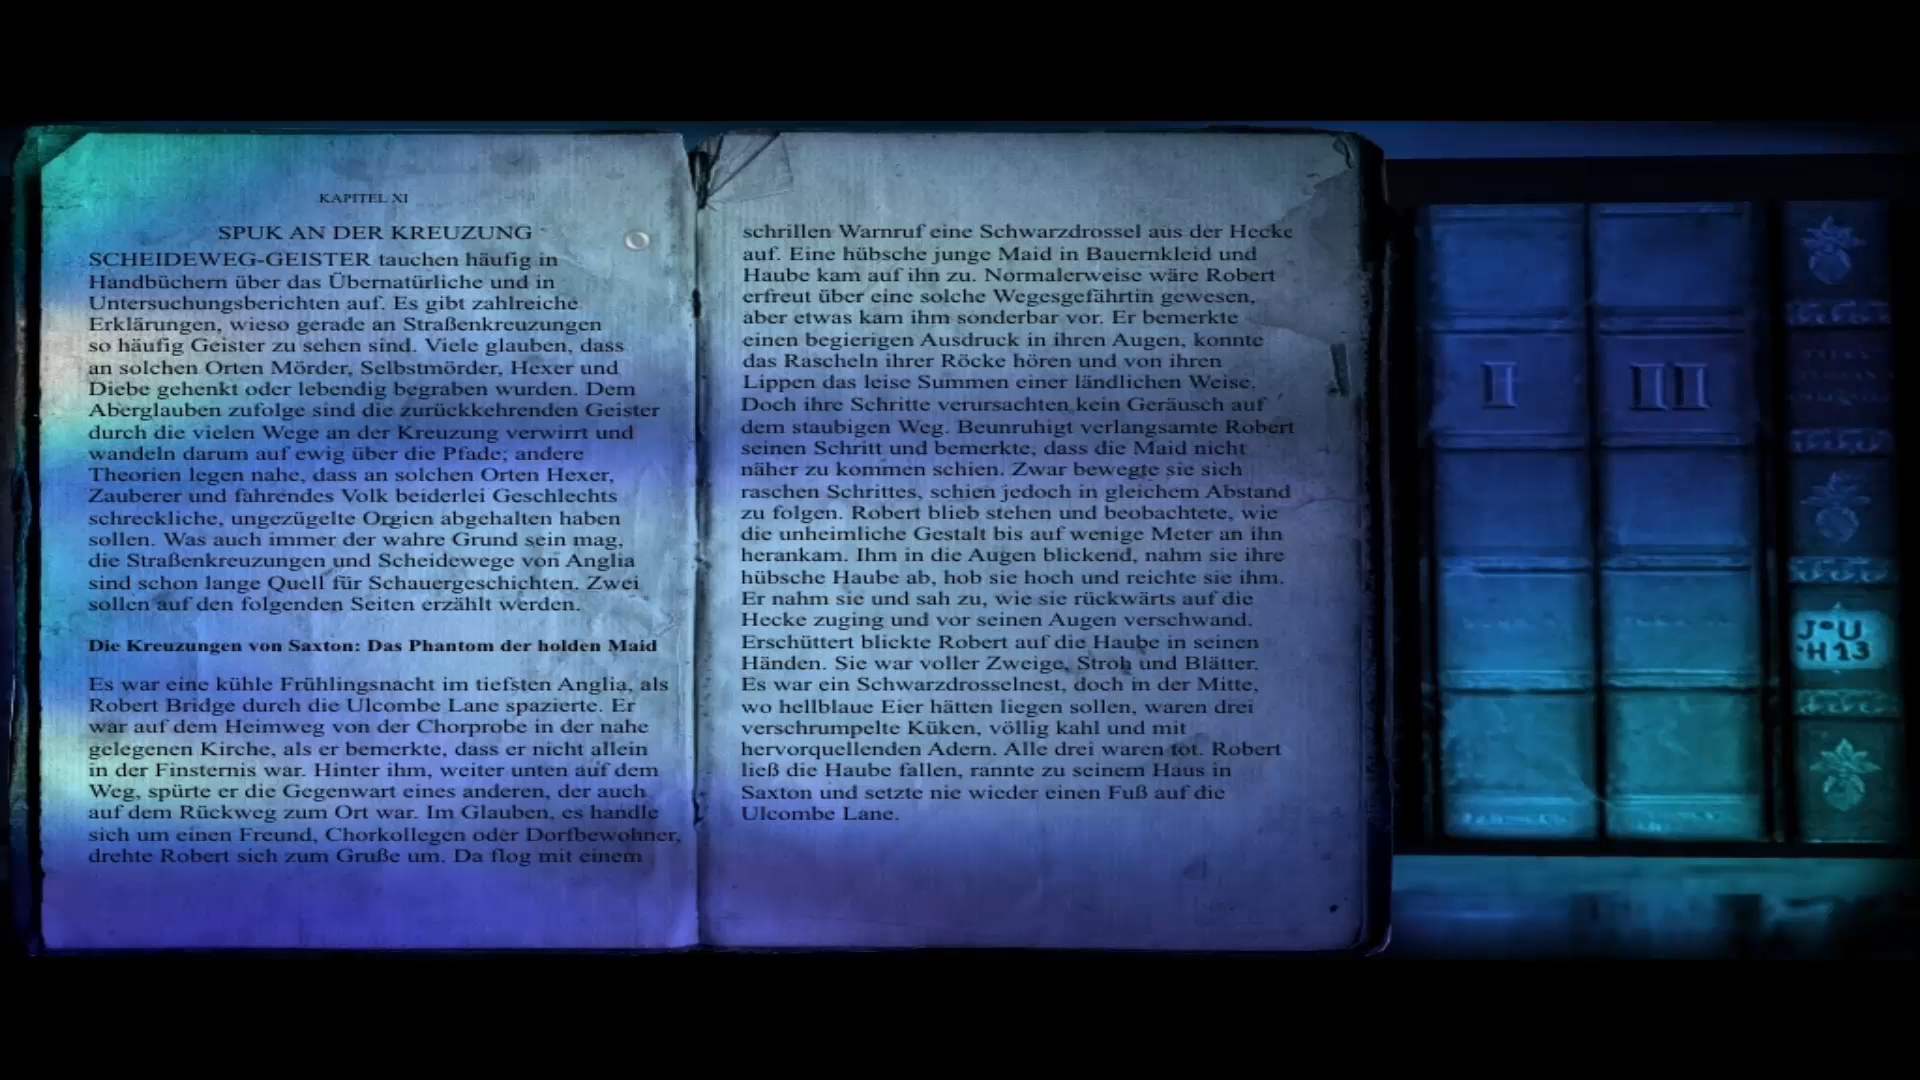 KAPITEL XI
SPUK AN DER KREUZUNG
SCHEIDEWEG-GEISTER tauchen häufig in
Handbüchern über das Übernatürliche und in
Untersuchungsberichten auf. Es gibt zahlreiche
Erklärungen, wieso gerade an Straßenkreuzungen
so häufig Geister zu sehen sind. Viele glauben, dass
an solchen Orten Mörder, Selbstmörder, Hexer und
Diebe gehenkt oder lebendig begraben wurden. Dem
Aberglauben zufolge sind die zurückkehrenden Geister
durch die vielen Wege an der Kreuzung verwirrt und
wandeln darum auf ewig über die Pfade; andere
Theorien legen nahe, dass an solchen Orten Hexer,
Zauberer und fahrendes Volk beiderlei Geschlechts
schreckliche, ungezügelte Orgien abgehalten haben
sollen. Was auch immer der wahre Grund sein mag,
die Straßenkreuzungen und Scheidewege von Anglia
sind schon lange Quell für Schauergeschichten. Zwei
sollen auf den folgenden Seiten erzählt werden.
Die Kreuzungen von Saxton: Das Phantom der holden Maid
Es war eine kühle Frühlingsnacht im tiefsten Anglia, als
Robert Bridge durch die Ulcombe Lane spazierte. Er
war auf dem Heimweg von der Chorprobe in der nahe
gelegenen Kirche, als er bemerkte, dass er nicht allein
in der Finsternis war. Hinter ihm, weiter unten auf dem
Weg, spürte er die Gegenwart eines anderen, der auch
auf dem Rückweg zum Ort war. Im Glauben, es handle
sich um einen Freund, Chorkollegen oder Dorfbewohner,
drehte Robert sich zum Gruße um. Da flog mit einem
schrillen Warnruf eine Schwarzdrossel aus der Hecke
auf. Eine hübsche junge Maid in Bauernkleid und
Haube kam auf ihn zu. Normalerweise wäre Robert
erfreut über eine solche Wegesgefährtin gewesen,
aber etwas kam ihm sonderbar vor. Er bemerkte
einen begierigen Ausdruck in ihren Augen, konnte
das Rascheln ihrer Röcke hören und von ihren
Lippen das leise Summen einer ländlichen Weise.
Doch ihre Schritte verursachten kein Geräusch auf
dem staubigen Weg. Beunruhigt verlangsamte Robert
seinen Schritt und bemerkte, dass die Maid nicht
näher zu kommen schien. Zwar bewegte sie sich
raschen Schrittes, schien jedoch in gleichem Abstand
zu folgen. Robert blieb stehen und beobachtete, wie
die unheimliche Gestalt bis auf wenige Meter an ihn
herankam. Ihm in die Augen blickend, nahm sie ihre
hübsche Haube ab, hob sie hoch und reichte sie ihm.
Er nahm sie und sah zu, wie sie rückwärts auf die
Hecke zuging und vor seinen Augen verschwand.
Erschüttert blickte Robert auf die Haube in seinen
Händen. Sie war voller Zweige, Stroh und Blätter.
Es war ein Schwarzdrosselnest, doch in der Mitte,
wo hellblaue Eier hätten liegen sollen, waren drei
verschrumpelte Küken, völlig kahl und mit
hervorquellenden Adern. Alle drei waren tot. Robert
ließ die Haube fallen, rannte zu seinem Haus in
Saxton und setzte nie wieder einen Fuß auf die
Ulcombe Lane.
I
II
J•U
H13